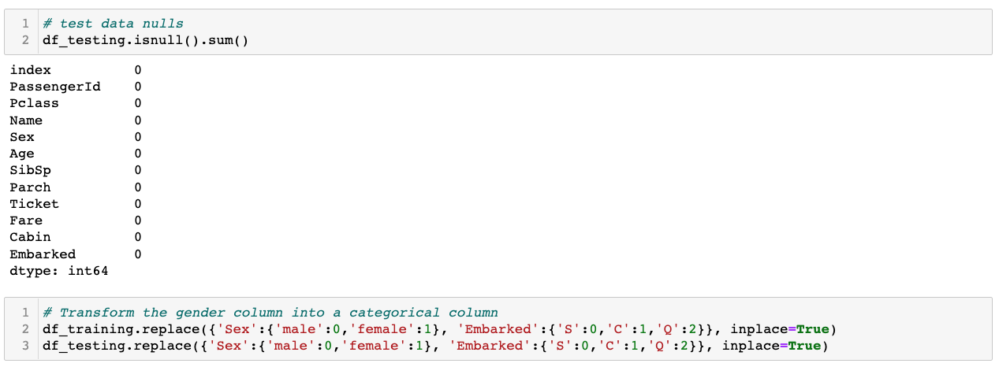 1 # test data nulls
2 df_testing.isnull().sum()
index 0
PassengerId 0
Pclass 0
Name 0
Sex 0
Age 0
SibSp 0
Parch 0
Ticket 0
Fare 0
Cabin 0
Embarked 0
dtype: int64
1 # Transform the gender column into a categorical column
2 df_training.replace({'Sex':{'male':0,'female':1}, 'Embarked':{'S':0,'C':1,'Q':2}}, inplace=True)
3 df_testing.replace({'Sex':{'male':0,'female':1}, 'Embarked':{'S':0,'C':1,'Q':2}}, inplace=True)